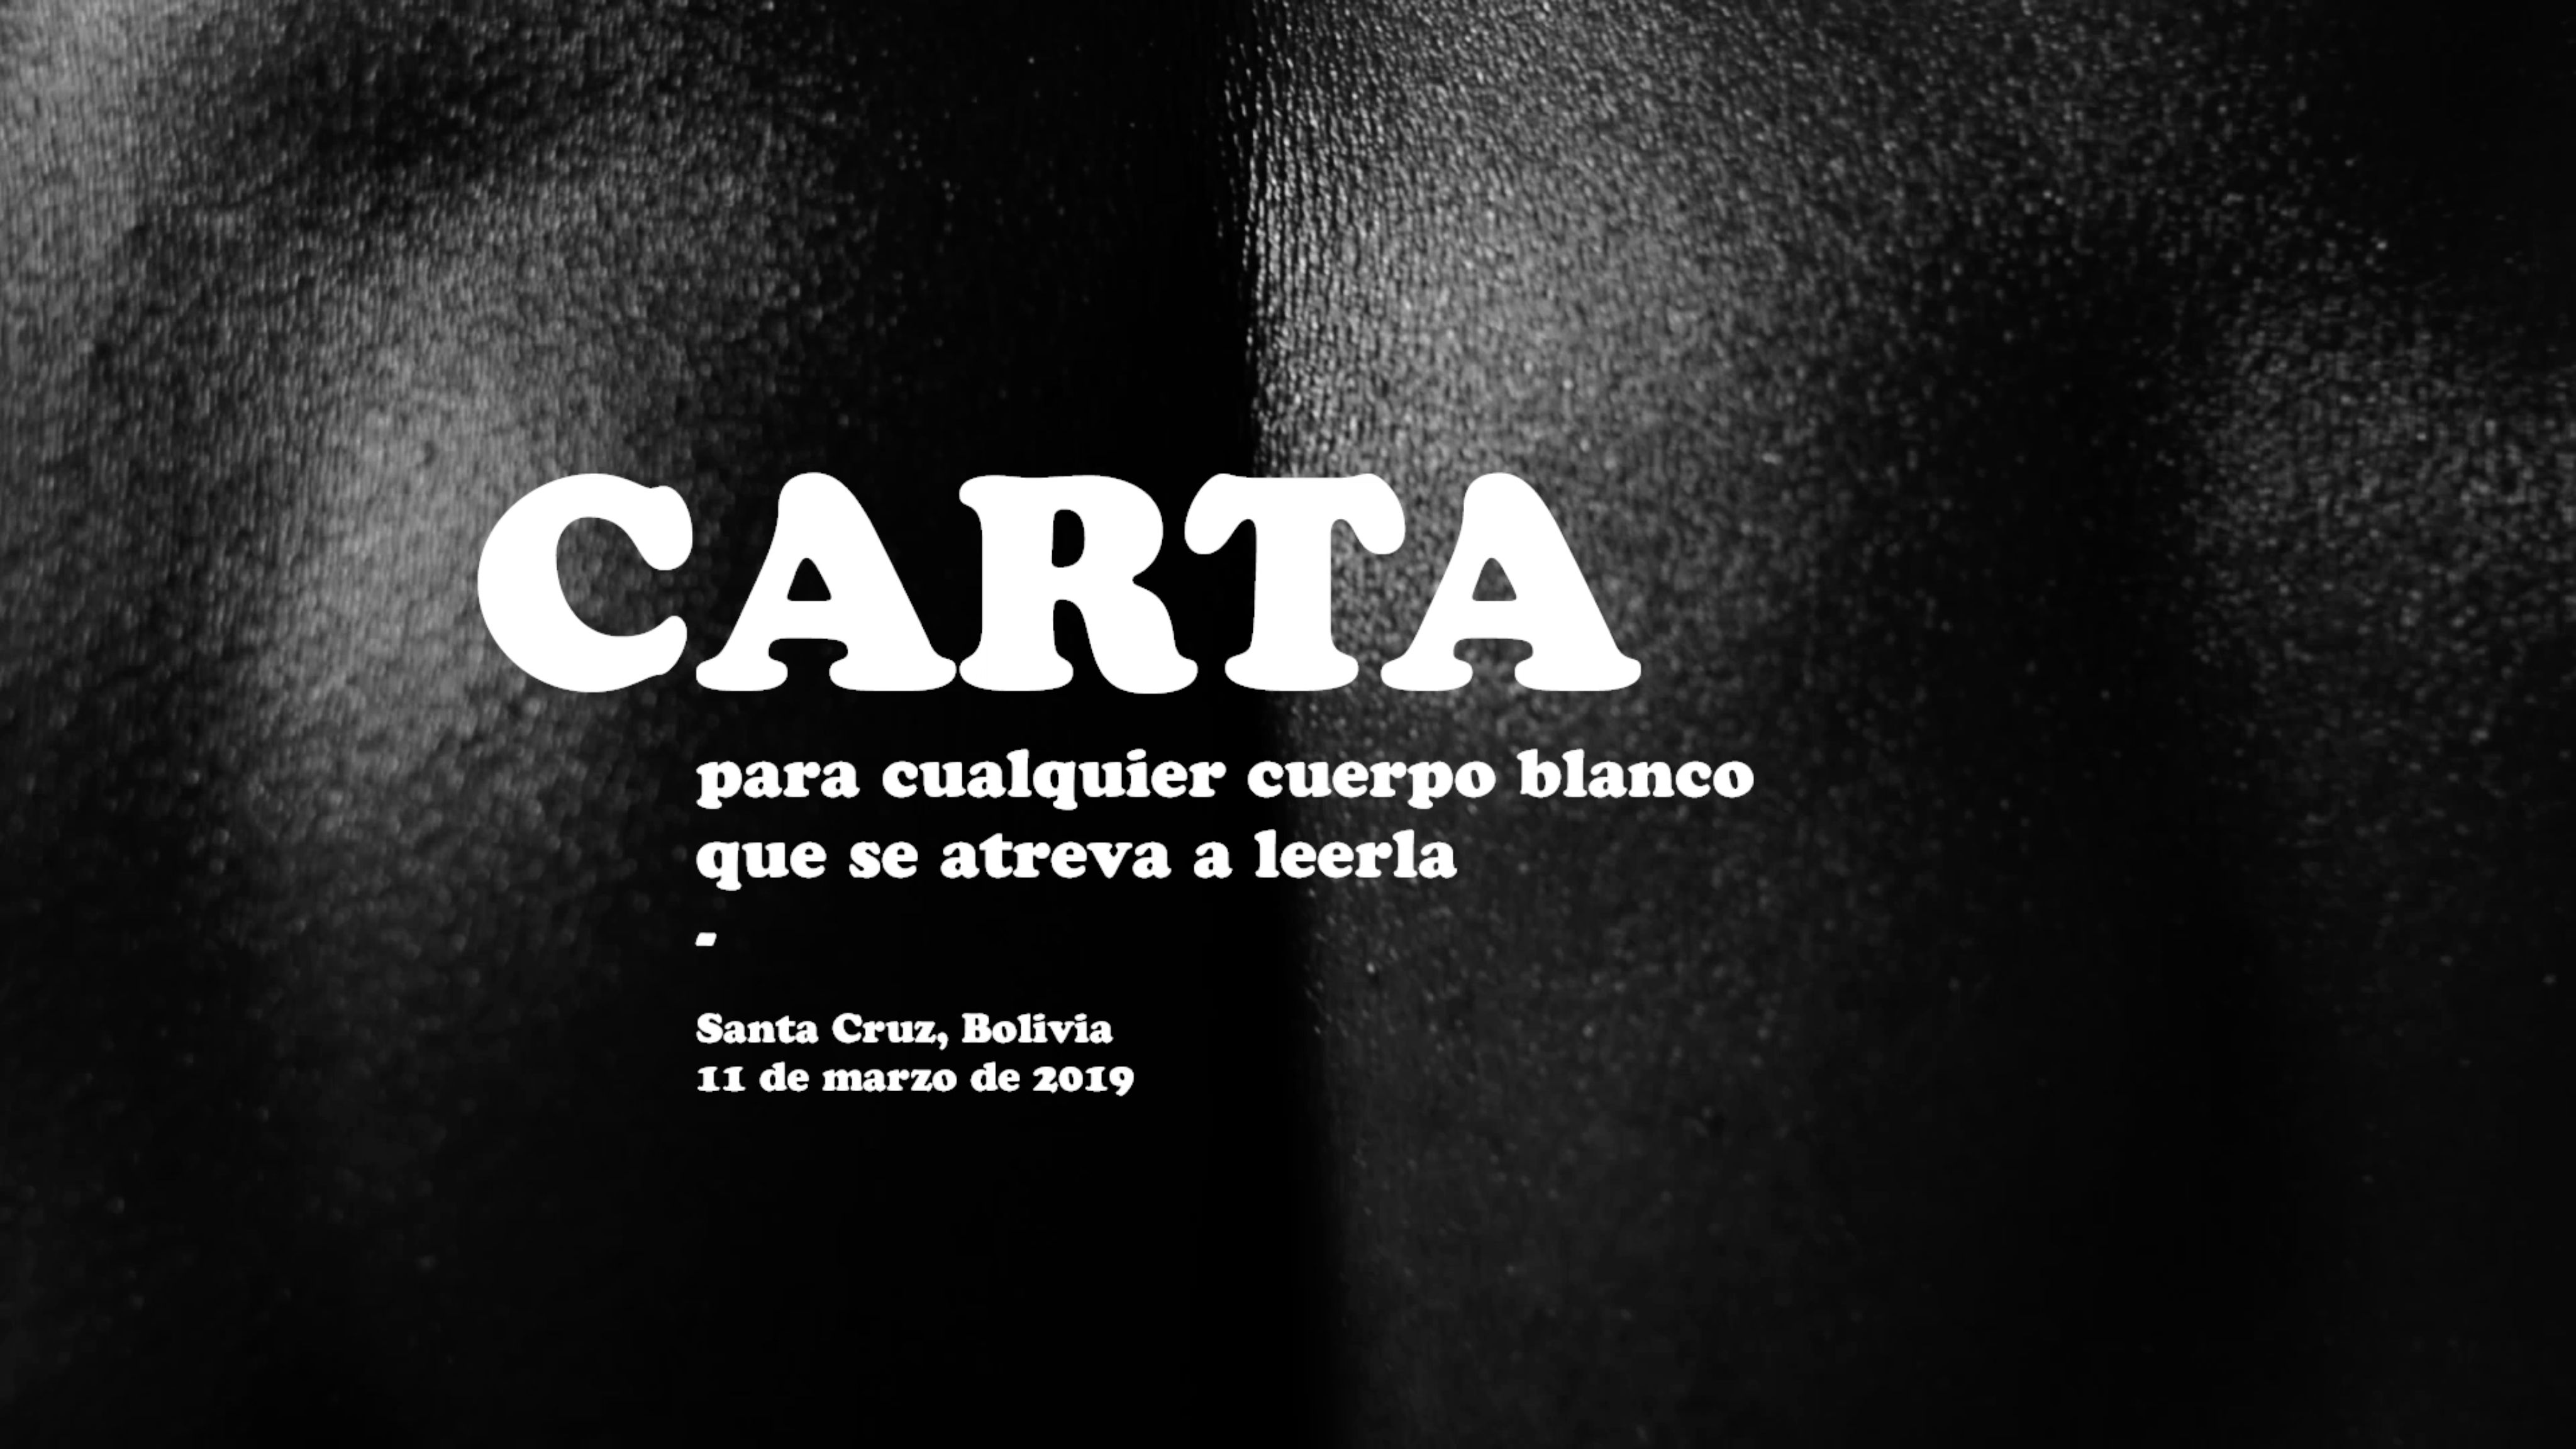 CARTA
para cualquier cuerpo blanco
que se atreva a leerla
-
Santa Cruz, Bolivia
11 de marzo de 2019